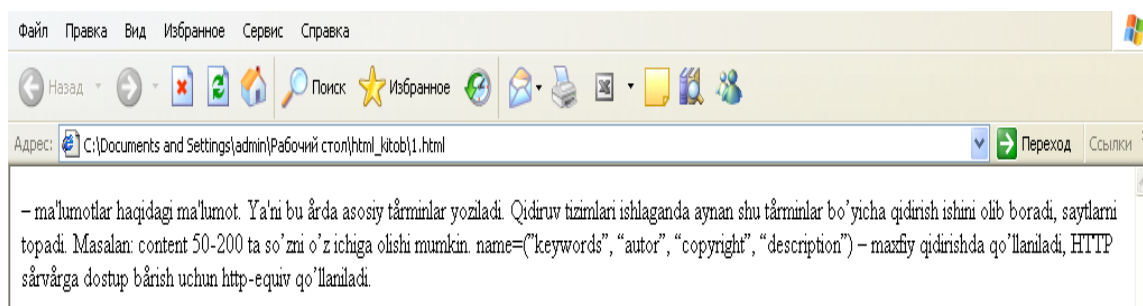 Файл Правка Вид Избранное Сервис Справка
Назад Поиск Избранное
Адрес: C:\Documents and Settings\admin\Рабочий стол\html_kitob\1.html Переход Ссылки
– ma'lumotlar haqidagi ma'lumot. Ya'ni bu årda asosiy tårminlar yoziladi. Qidiruv tizimlari ishlaganda aynan shu tårminlar bo’yicha qidirish ishini olib boradi, saytlarni
topadi. Masalan: content 50-200 ta so’zni o’z ichiga olishi mumkin. name=(”keywords”, “autor”, “copyright”, “description”) – maxfiy qidirishda qo’llaniladi, HTTP
sårvårga dostup bårish uchun http-equiv qo’llaniladi.